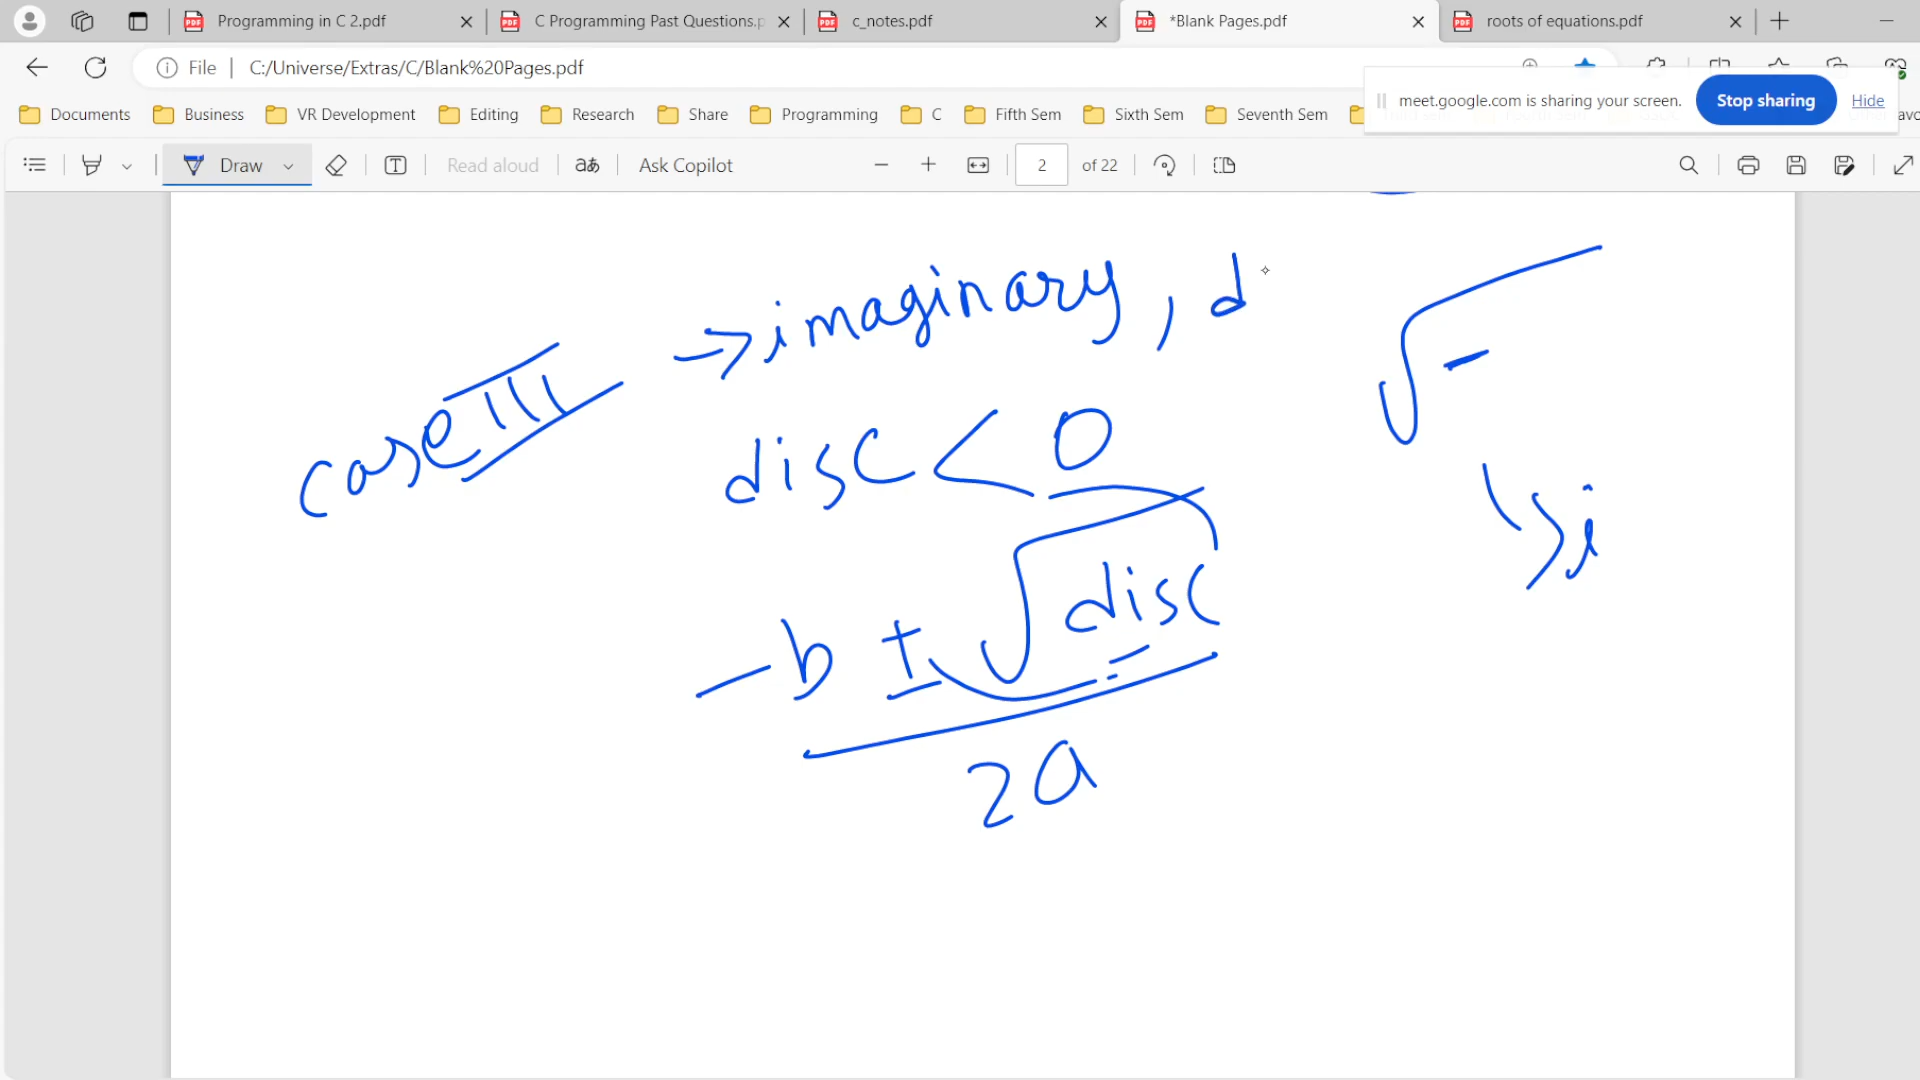 Programming in C 2.pdf
C Programming Past Questions.p
c_notes.pdf
*Blank Pages.pdf
roots of equations.pdf
File | C:/Universe/Extras/C/Blank%20Pages.pdf
meet.google.com is sharing your screen.
Stop sharing
Hide
Documents
Business
VR Development
Editing
Research
Share
Programming
C
Fifth Sem
Sixth Sem
Seventh Sem
Draw
Read aloud
Ask Copilot
2 of 22
case III → imaginary, d
√-
disc < 0
↳ i
-b ± √disc
2a